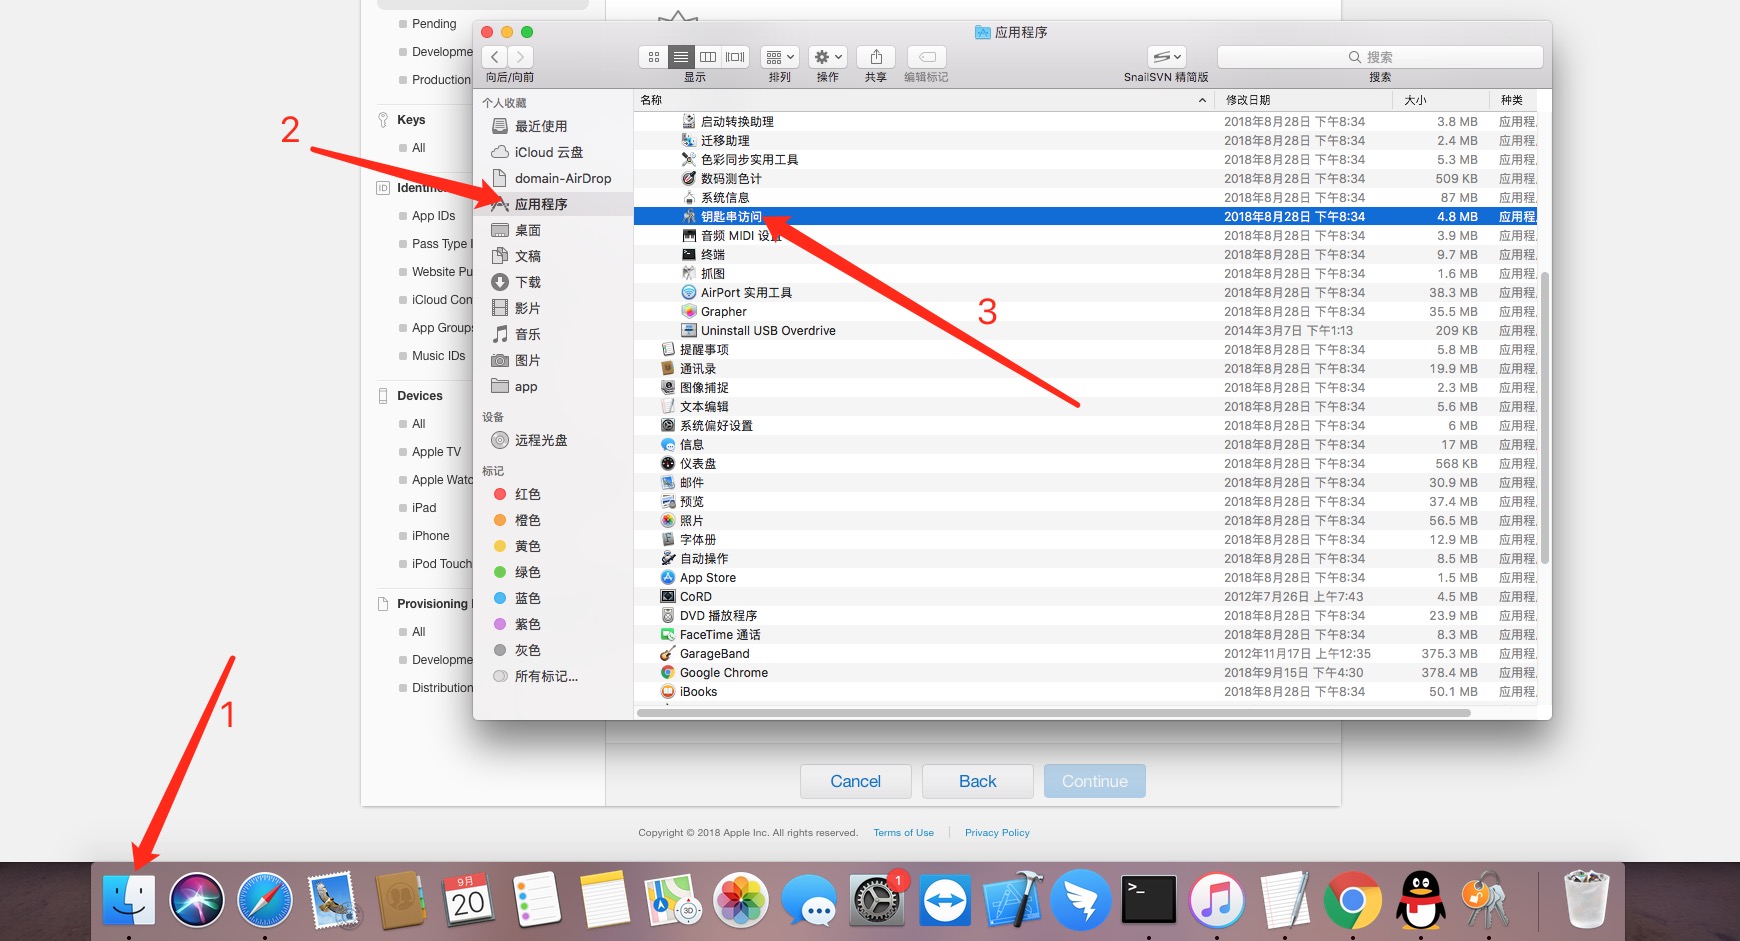 Pending
Developme
Production
Keys
All
Identifie
App IDs
Pass Type I
Website Pu
iCloud Con
App Groups
Music IDs
Devices
All
Apple TV
Apple Watc
iPad
iPhone
iPod Touch
Provisioning
All
Developme
Distribution
应用程序
向后/向前
显示
排列
操作
共享
编辑标记
SnailSVN 精简版
搜索
搜索
个人收藏
最近使用
iCloud 云盘
domain-AirDrop
应用程序
桌面
文稿
下载
影片
音乐
图片
app
设备
远程光盘
标记
红色
橙色
黄色
绿色
蓝色
紫色
灰色
所有标记...
名称 修改日期 大小 种类
启动转换助理 2018年8月28日 下午8:34 3.8 MB 应用程
迁移助理 2018年8月28日 下午8:34 2.4 MB 应用程
色彩同步实用工具 2018年8月28日 下午8:34 5.3 MB 应用程
数码测色计 2018年8月28日 下午8:34 509 KB 应用程
系统信息 2018年8月28日 下午8:34 87 MB 应用程
钥匙串访问 2018年8月28日 下午8:34 4.8 MB 应用程
音频 MIDI 设置 2018年8月28日 下午8:34 3.9 MB 应用程
终端 2018年8月28日 下午8:34 9.7 MB 应用程
抓图 2018年8月28日 下午8:34 1.6 MB 应用程
AirPort 实用工具 2018年8月28日 下午8:34 38.3 MB 应用程
Grapher 2018年8月28日 下午8:34 35.5 MB 应用程
Uninstall USB Overdrive 2014年3月7日 下午1:13 209 KB 应用程
提醒事项 2018年8月28日 下午8:34 5.8 MB 应用程
通讯录 2018年8月28日 下午8:34 19.9 MB 应用程
图像捕捉 2018年8月28日 下午8:34 2.3 MB 应用程
文本编辑 2018年8月28日 下午8:34 5.6 MB 应用程
系统偏好设置 2018年8月28日 下午8:34 6 MB 应用程
信息 2018年8月28日 下午8:34 17 MB 应用程
仪表盘 2018年8月28日 下午8:34 568 KB 应用程
邮件 2018年8月28日 下午8:34 30.9 MB 应用程
预览 2018年8月28日 下午8:34 37.4 MB 应用程
照片 2018年8月28日 下午8:34 56.5 MB 应用程
字体册 2018年8月28日 下午8:34 12.9 MB 应用程
自动操作 2018年8月28日 下午8:34 8.5 MB 应用程
App Store 2018年8月28日 下午8:34 1.5 MB 应用程
CoRD 2012年7月26日 上午7:43 4.5 MB 应用程
DVD 播放程序 2018年8月28日 下午8:34 23.9 MB 应用程
FaceTime 通话 2018年8月28日 下午8:34 8.3 MB 应用程
GarageBand 2012年11月17日 上午12:35 375.3 MB 应用程
Google Chrome 2018年9月15日 下午4:30 378.4 MB 应用程
iBooks 2018年8月28日 下午8:34 50.1 MB 应用程
2
3
1
Cancel
Back
Continue
Copyright © 2018 Apple Inc. All rights reserved. Terms of Use Privacy Policy
9月
20
3D
1